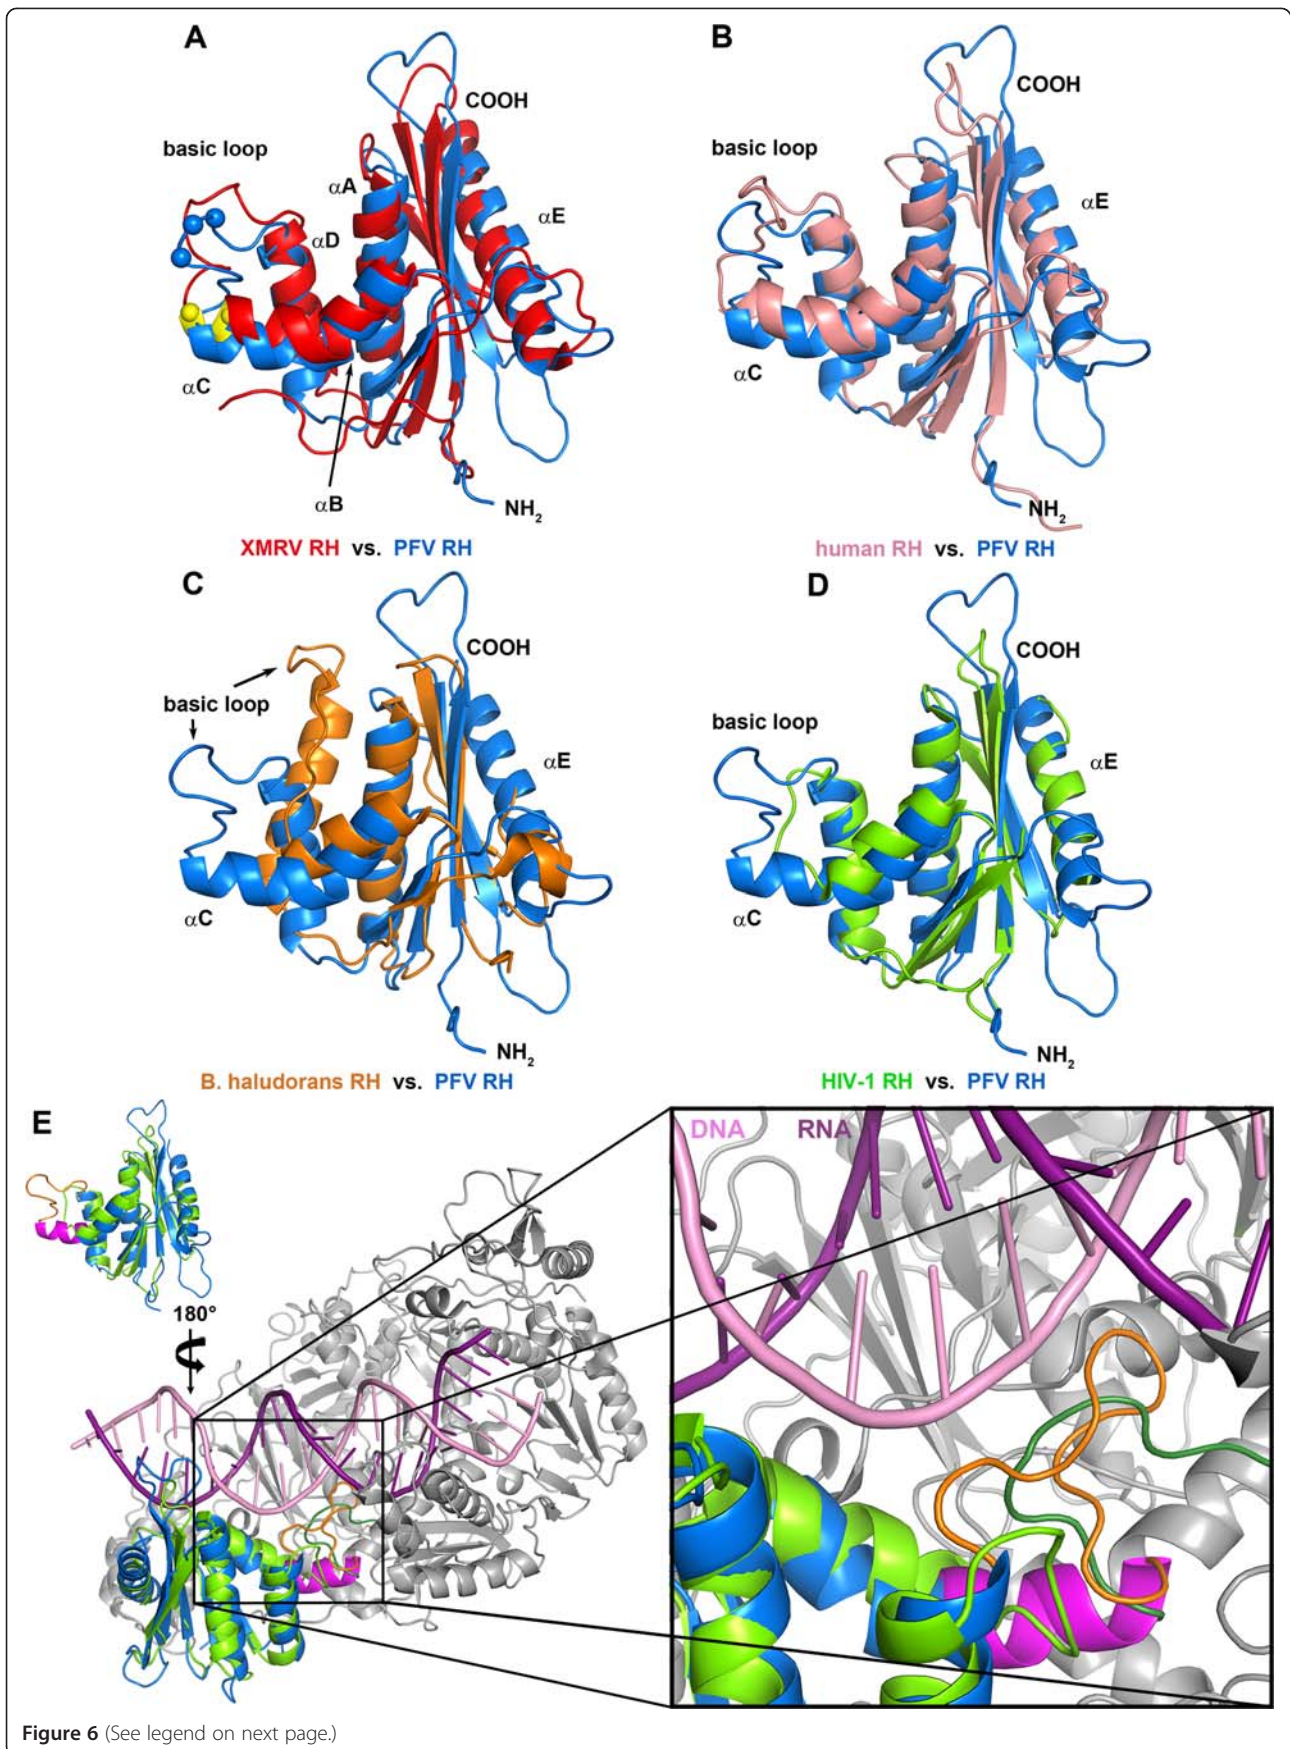 A
COOH
basic loop
αA
αD
αE
αC
αB
NH2
XMRV RH vs. PFV RH
B
COOH
basic loop
αE
αC
NH2
human RH vs. PFV RH
C
COOH
basic loop
αE
αC
NH2
B. haludorans RH vs. PFV RH
D
COOH
basic loop
αE
αC
NH2
HIV-1 RH vs. PFV RH
E
180°
DNA RNA
Figure 6 (See legend on next page.)